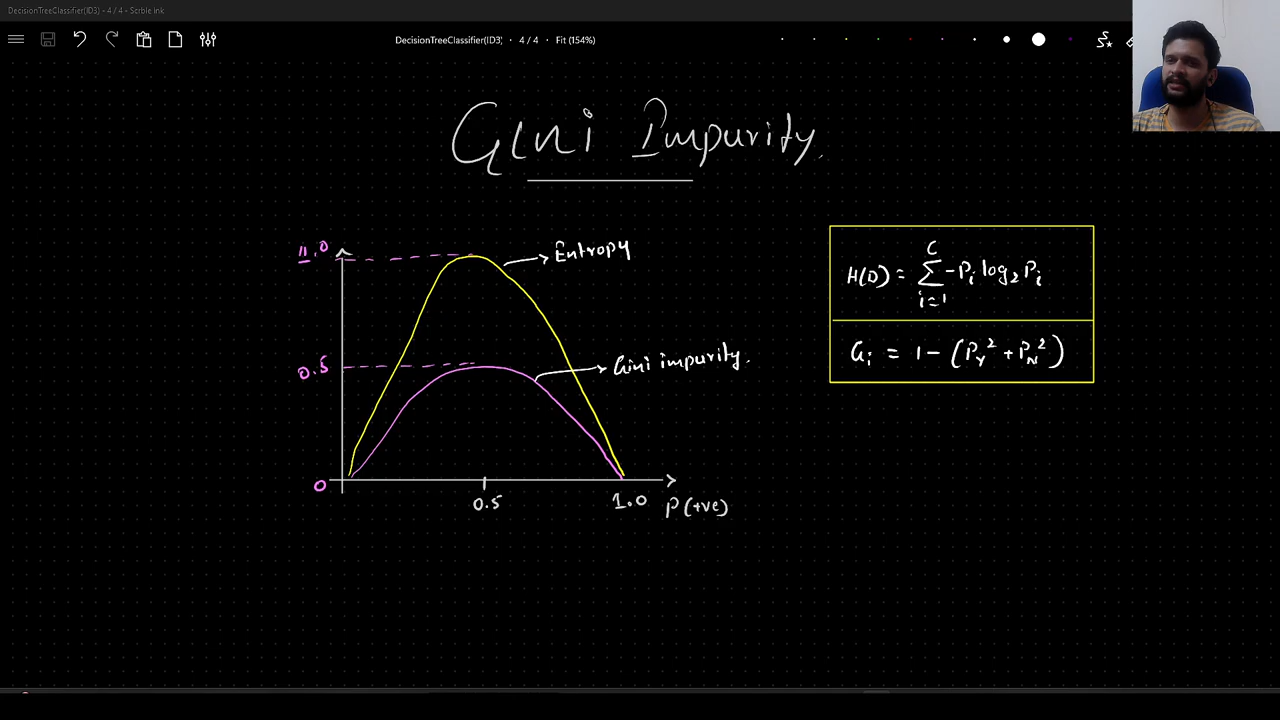 DecisionTreeClassifier(ID3) - 4 / 4 - Scrble Ink
DecisionTreeClassifier(ID3) • 4 / 4 • Fit (154%)
Gini Impurity.
1.0
Entropy
0.5
Gini impurity.
0
0.5
1.0
P(+ve)
H(D) = C ∑ i=1 -Pi log2 Pi
Gi = 1 - (PY² + PN²)